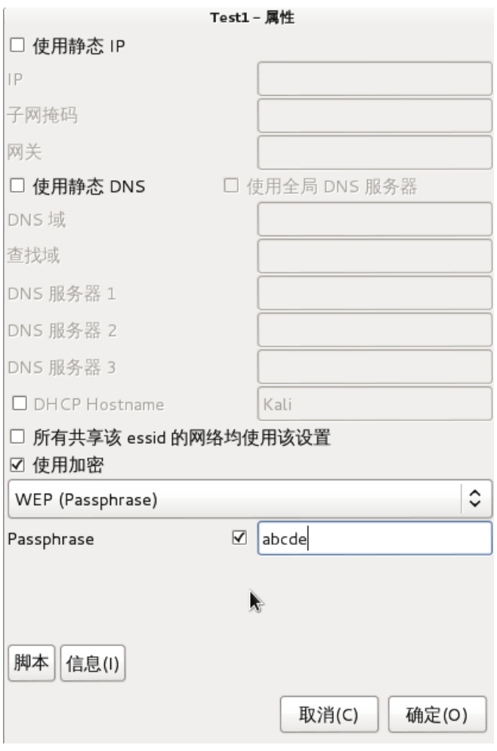 Test1 – 属性
使用静态 IP
IP
子网掩码
网关
使用静态 DNS 使用全局 DNS 服务器
DNS 域
查找域
DNS 服务器 1
DNS 服务器 2
DNS 服务器 3
DHCP Hostname Kali
所有共享该 essid 的网络均使用该设置
使用加密
WEP (Passphrase)
Passphrase abcde
脚本 信息(I)
取消(C) 确定(O)